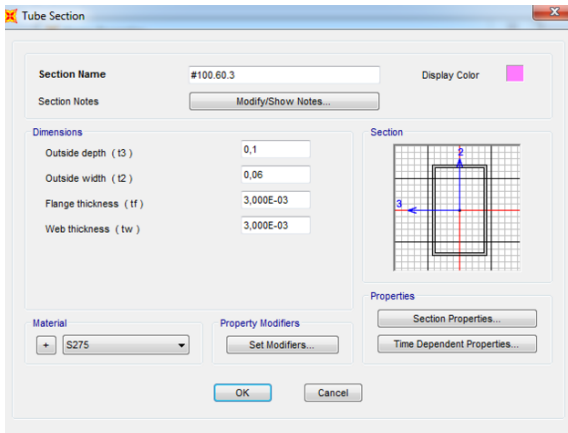 Tube Section
Section Name #100.60.3 Display Color
Section Notes Modify/Show Notes...
Dimensions
Outside depth ( t3 ) 0,1
Outside width ( t2 ) 0,06
Flange thickness ( tf ) 3,000E-03
Web thickness ( tw ) 3,000E-03
Section
2
3
Material
+ S275
Property Modifiers
Set Modifiers...
Properties
Section Properties...
Time Dependent Properties...
OK Cancel